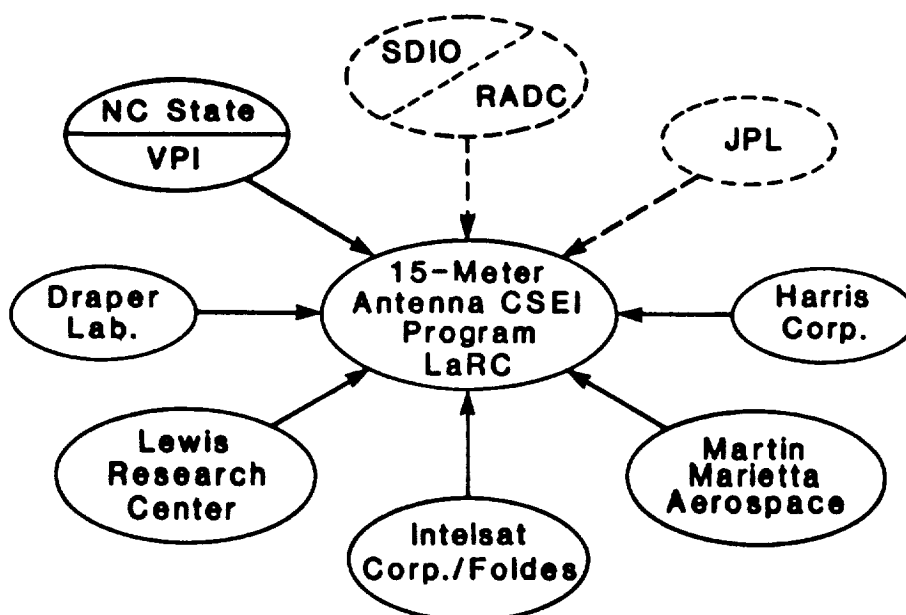 SDIO
RADC
NC State
VPI
JPL
15-Meter
Antenna CSEI
Program
LaRC
Draper
Lab.
Harris
Corp.
Lewis
Research
Center
Martin
Marietta
Aerospace
Intelsat
Corp./Foldes